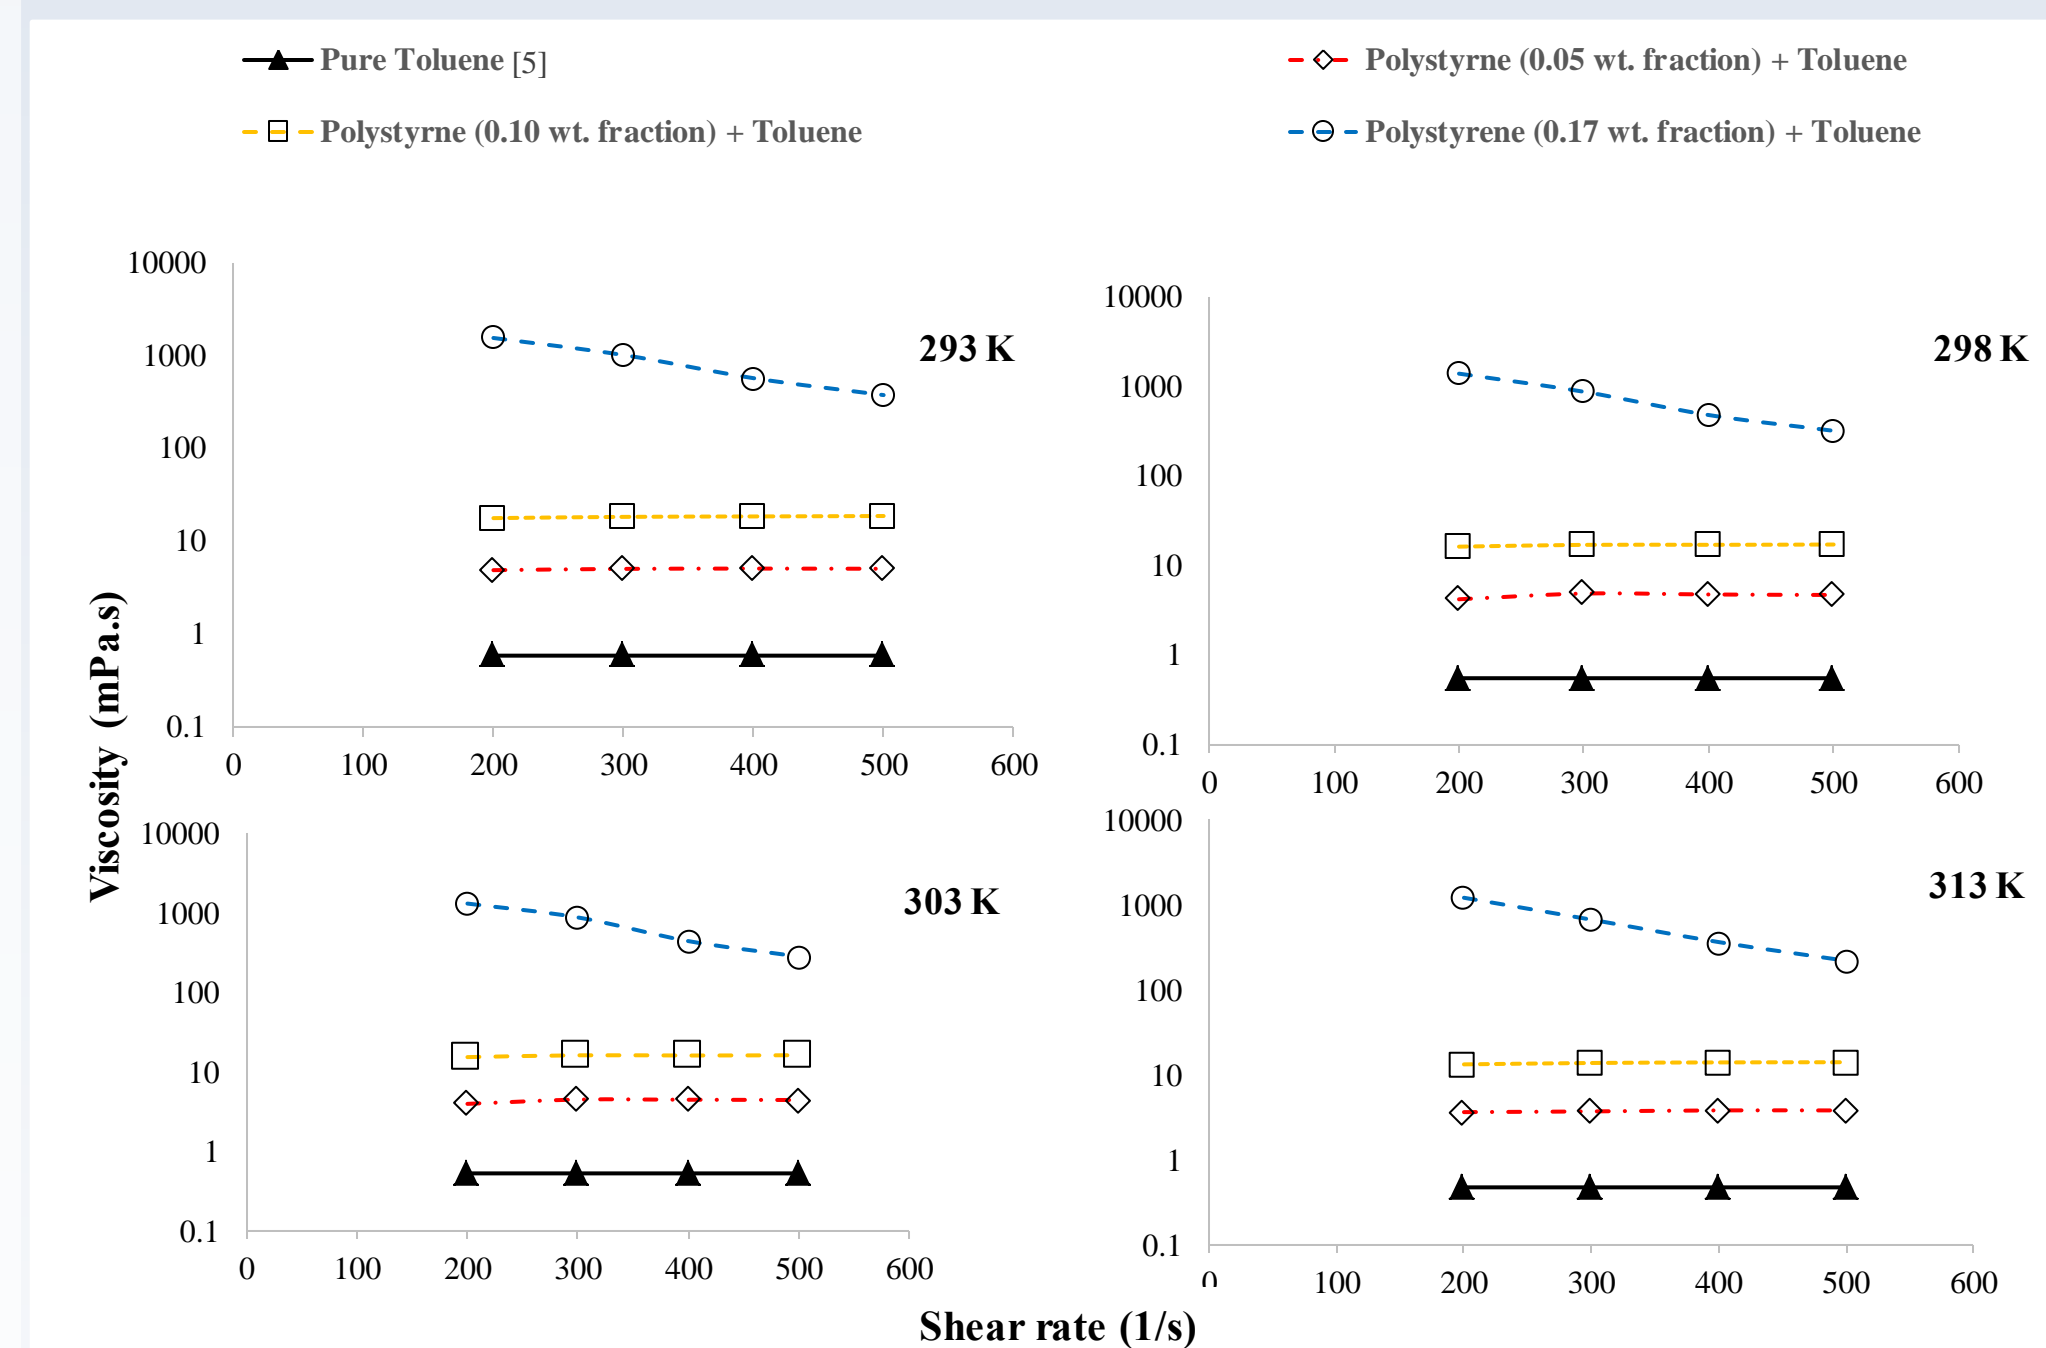 Pure Toluene [5]
Polystyrne (0.05 wt. fraction) + Toluene
Polystyrne (0.10 wt. fraction) + Toluene
Polystyrene (0.17 wt. fraction) + Toluene
Viscosity (mPa.s)
293 K
10000
1000
100
10
1
0.1
0 100 200 300 400 500 600
298 K
10000
1000
100
10
1
0.1
0 100 200 300 400 500 600
303 K
10000
1000
100
10
1
0.1
0 100 200 300 400 500 600
313 K
10000
1000
100
10
1
0.1
0 100 200 300 400 500 600
Shear rate (1/s)